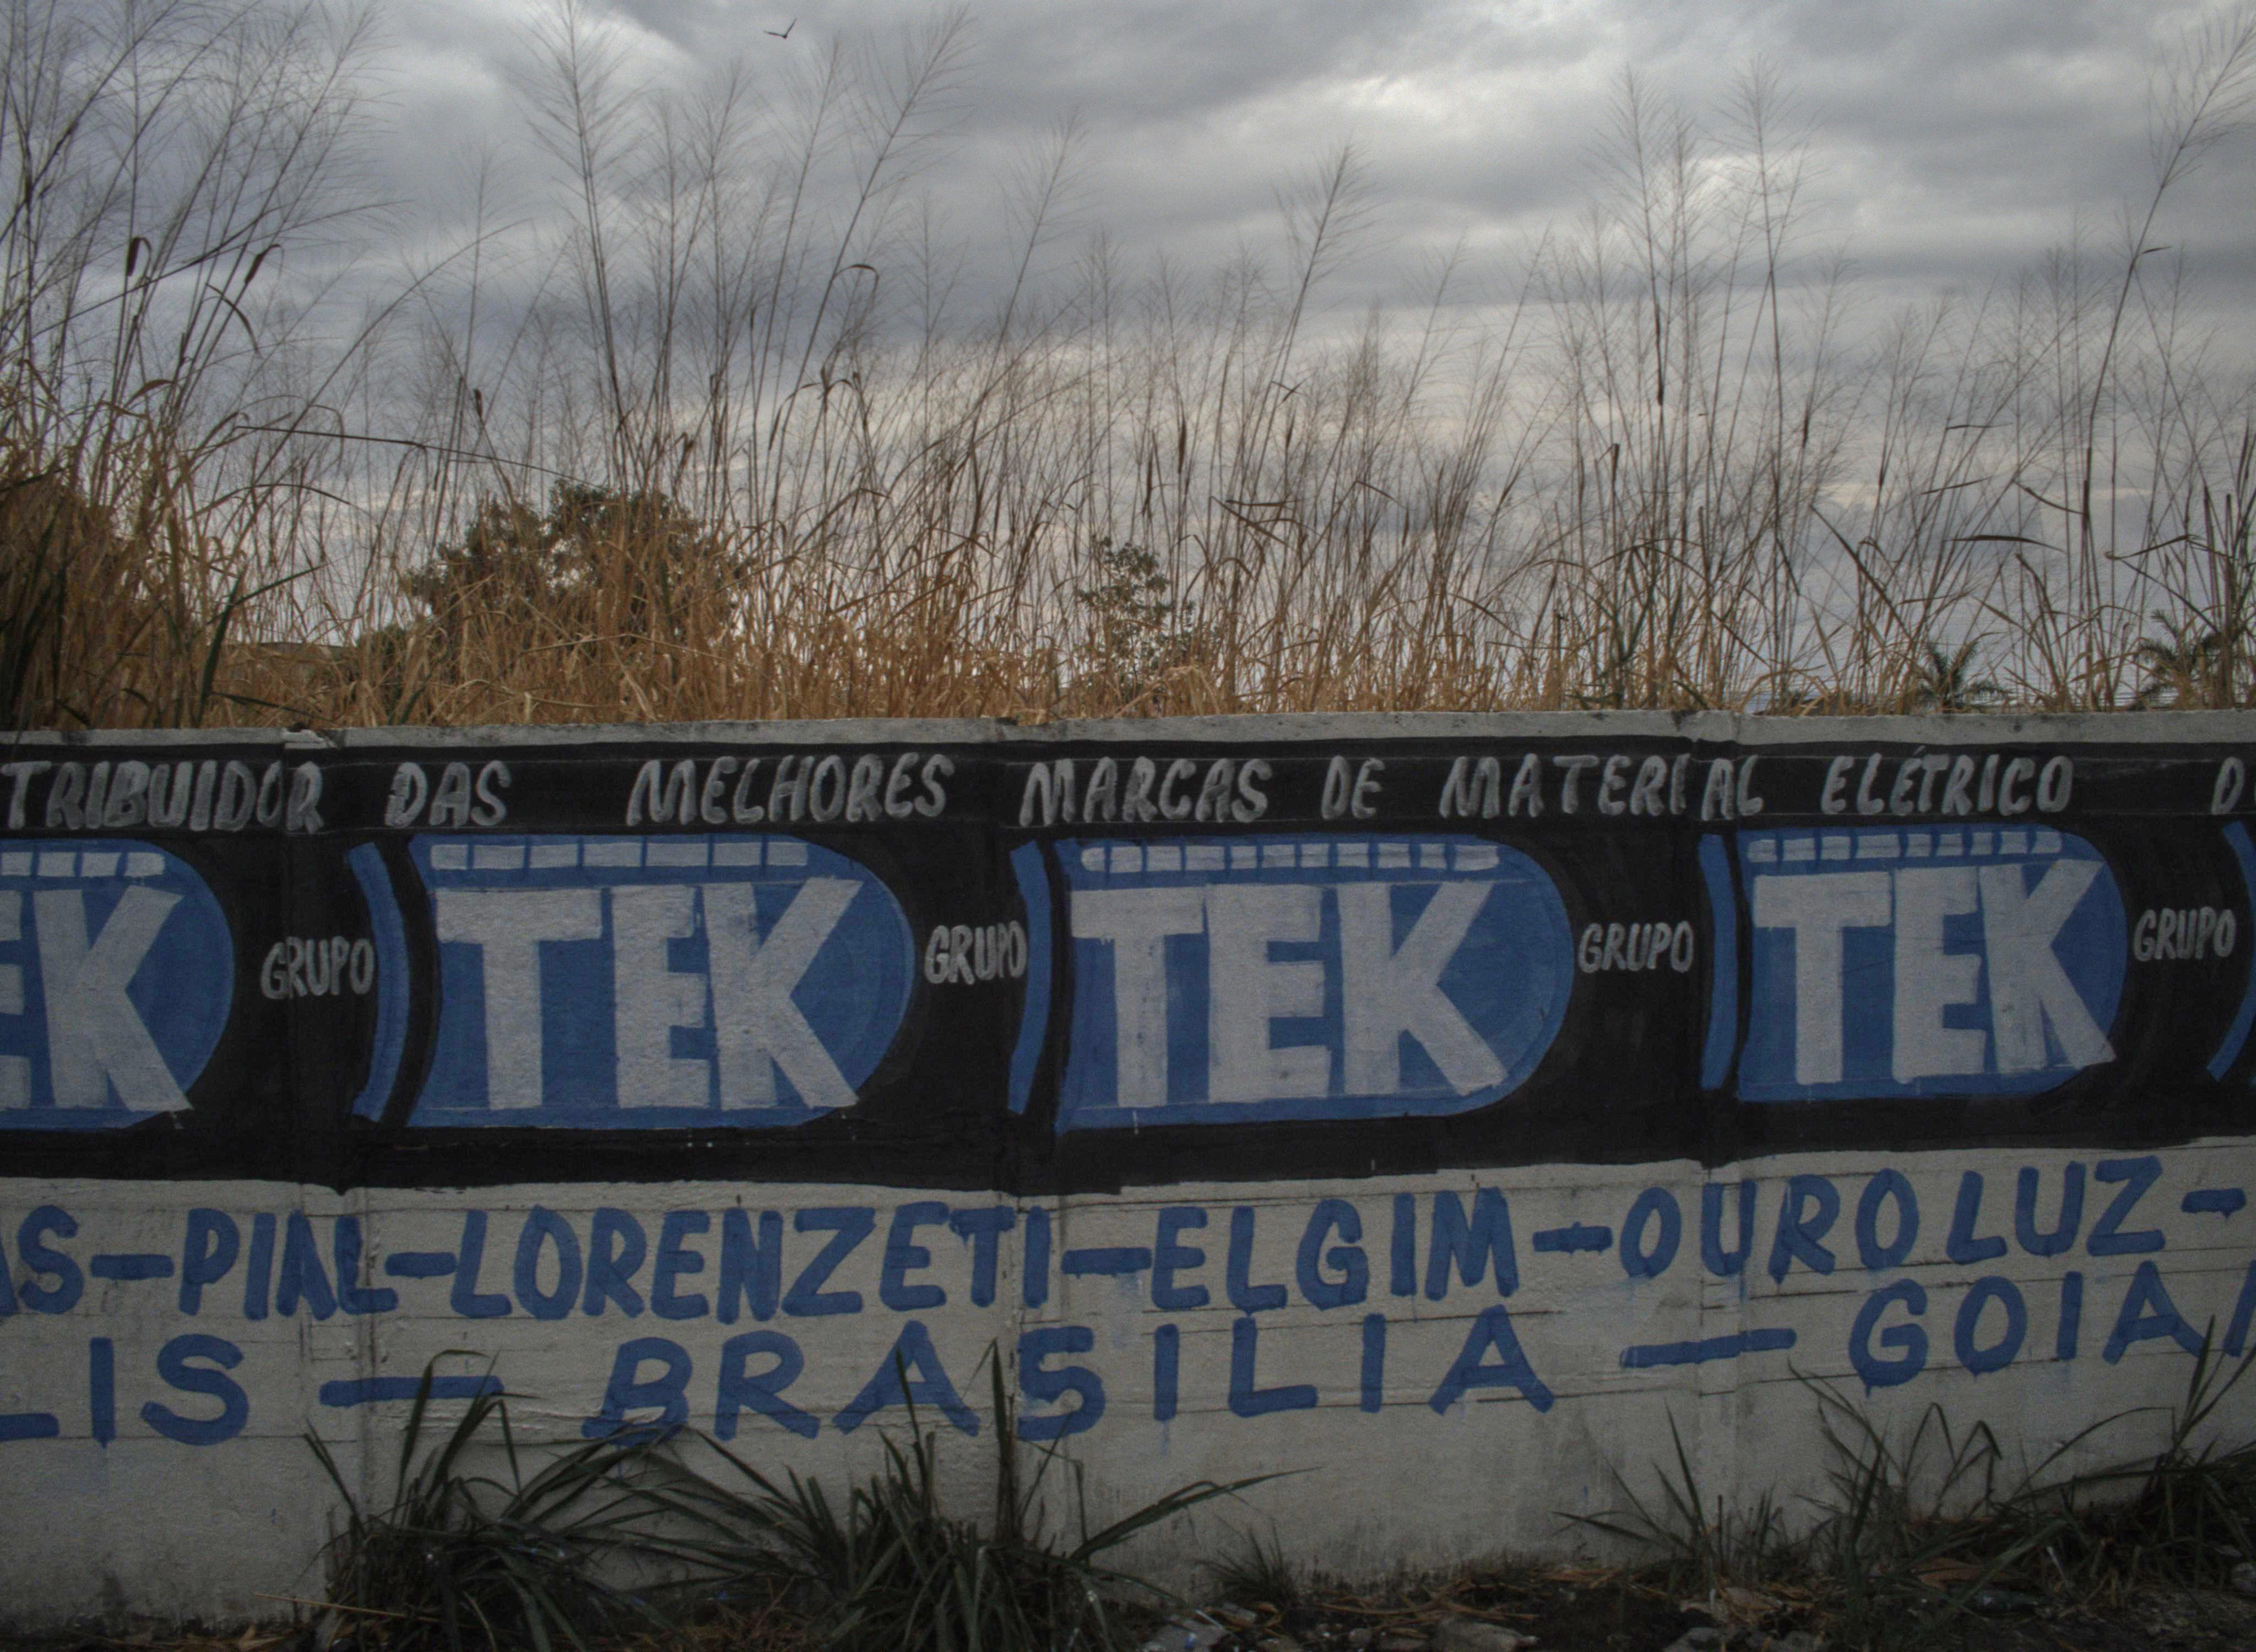 TRIBUIDOR DAS MELHORES MARCAS DE MATERIAL ELÉTRICO D
EK GRUPO TEK GRUPO TEK GRUPO TEK GRUPO
AS-PIAL-LORENZETI-ELGIM-OUROLUZ-
LIS - BRASILIA - GOIA